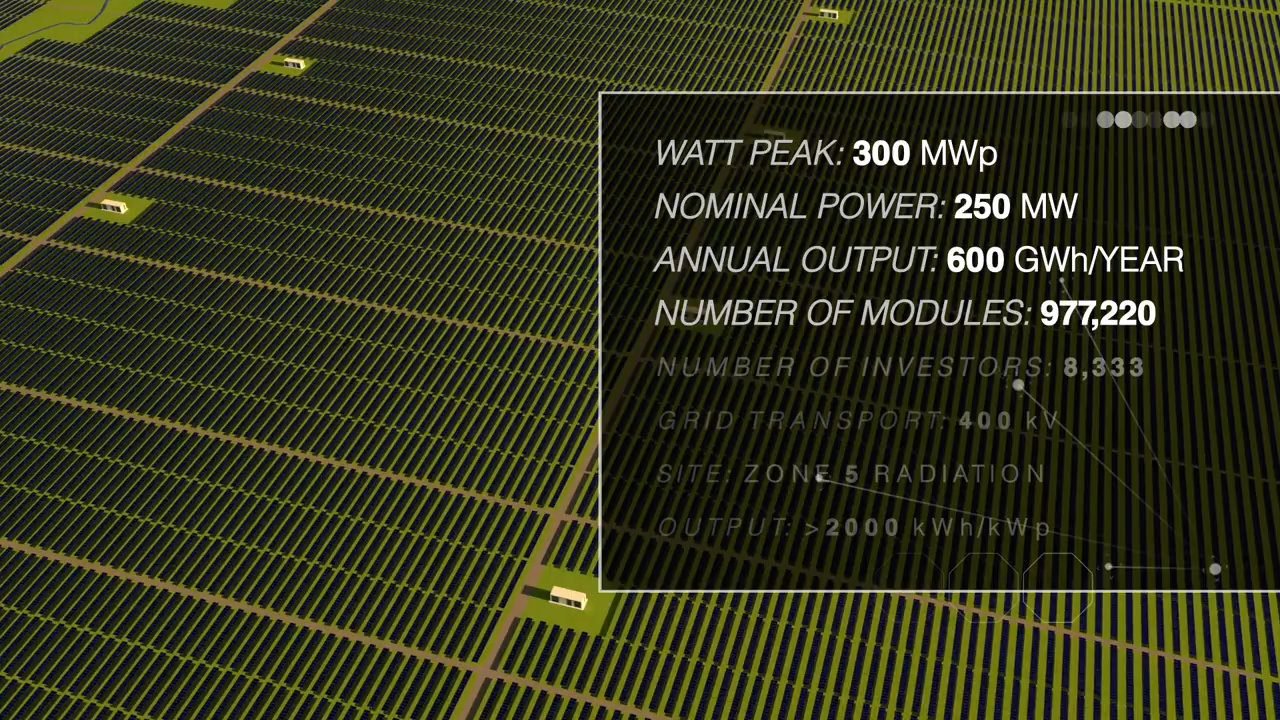 WATT PEAK: 300 MWp
NOMINAL POWER: 250 MW
ANNUAL OUTPUT: 600 GWh/YEAR
NUMBER OF MODULES: 977,220
NUMBER OF INVESTORS: 8,333
GRID TRANSPORT: 400 kV
SITE: ZONE 5 RADIATION
OUTPUT: >2000 kWh/kWp